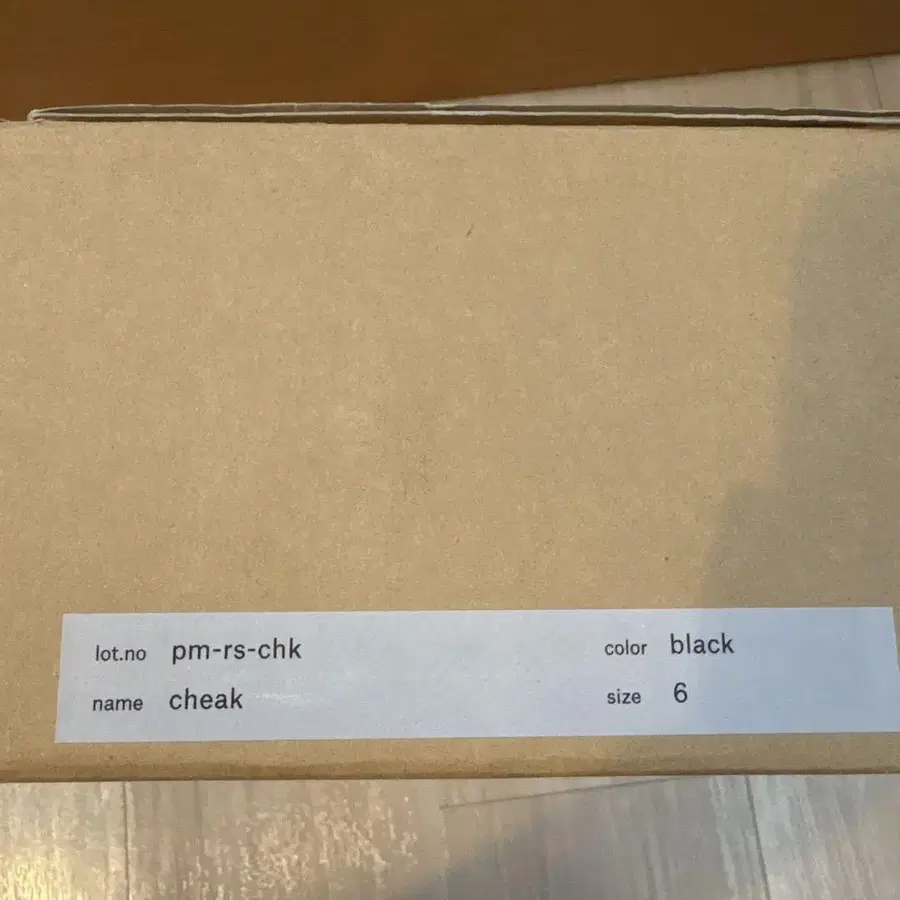 lot.no pm-rs-chk color black
name cheak size 6